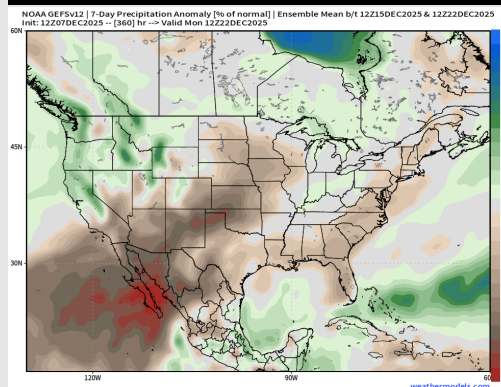 NOAA GEFSv12 | 7-Day Precipitation Anomaly [% of normal] | Ensemble Mean b/t 12Z15DEC2025 & 12Z22DEC2025
Init: 12Z07DEC2025 -- [360] hr --> Valid Mon 12Z22DEC2025
60N
45N
30N
120W
90W
60
weathermodels.com